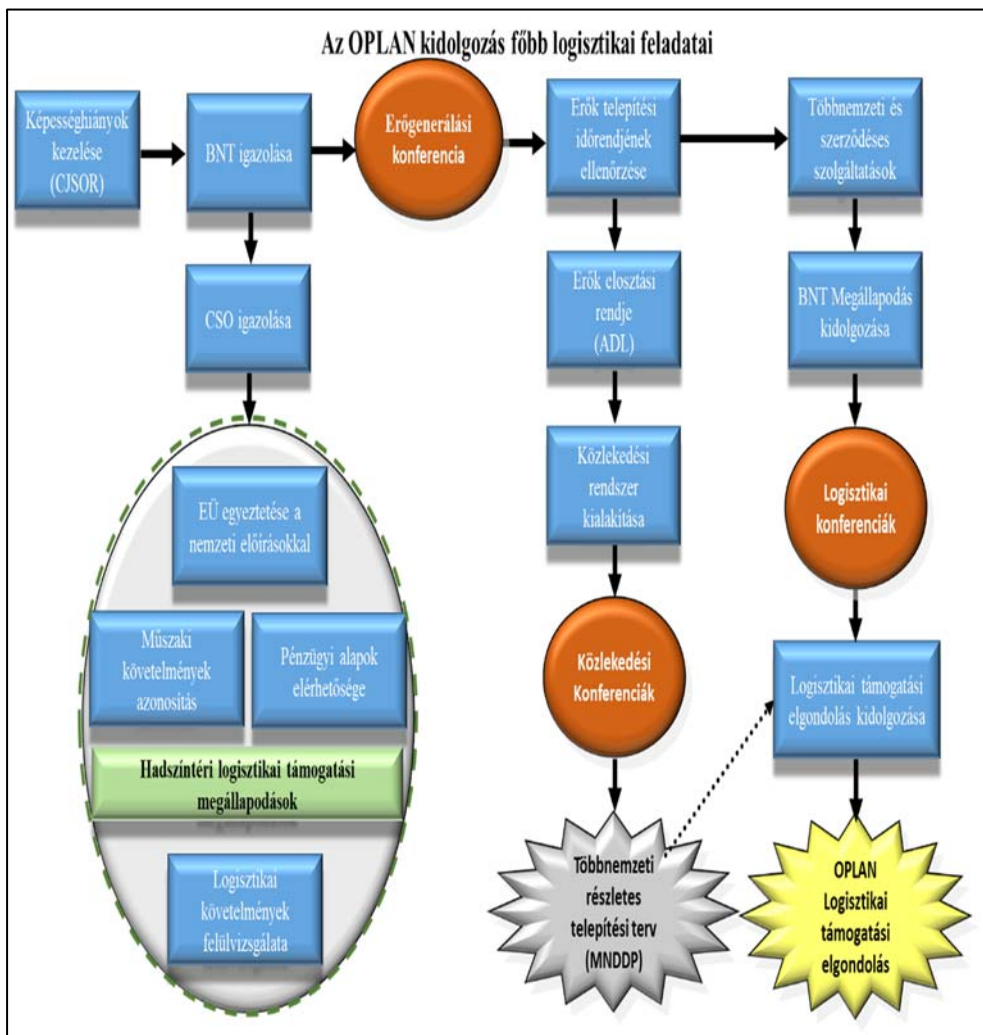 Az OPLAN kidolgozás főbb logisztikai feladatai
Képességhiányok
kezelése
(CJSOR)
BNT igazolása
Erőgenerálási
konferencia
Erők telepítési
időrendjének
ellenőrzése
Többnemzeti és
szerződéses
szolgáltatások
CSO igazolása
Erők elosztási
rendje
(ADL)
BNT Megállapodás
kidolgozása
EÜ egyeztetése a
nemzeti előírásokkal
Közlekedési
rendszer
kialakítása
Logisztikai
konferenciák
Műszaki
követelmények
azonosítás
Pénzügyi alapok
elérhetősége
Közlekedési
Konferenciák
Logisztikai támogatási
elgondolás kidolgozása
Hadszíntéri logisztikai támogatási
megállapodások
Logisztikai
követelmények
felülvizsgálata
Többnemzeti
részletes
telepítési terv
(MNDDP)
OPLAN
Logisztikai
támogatási
elgondolás